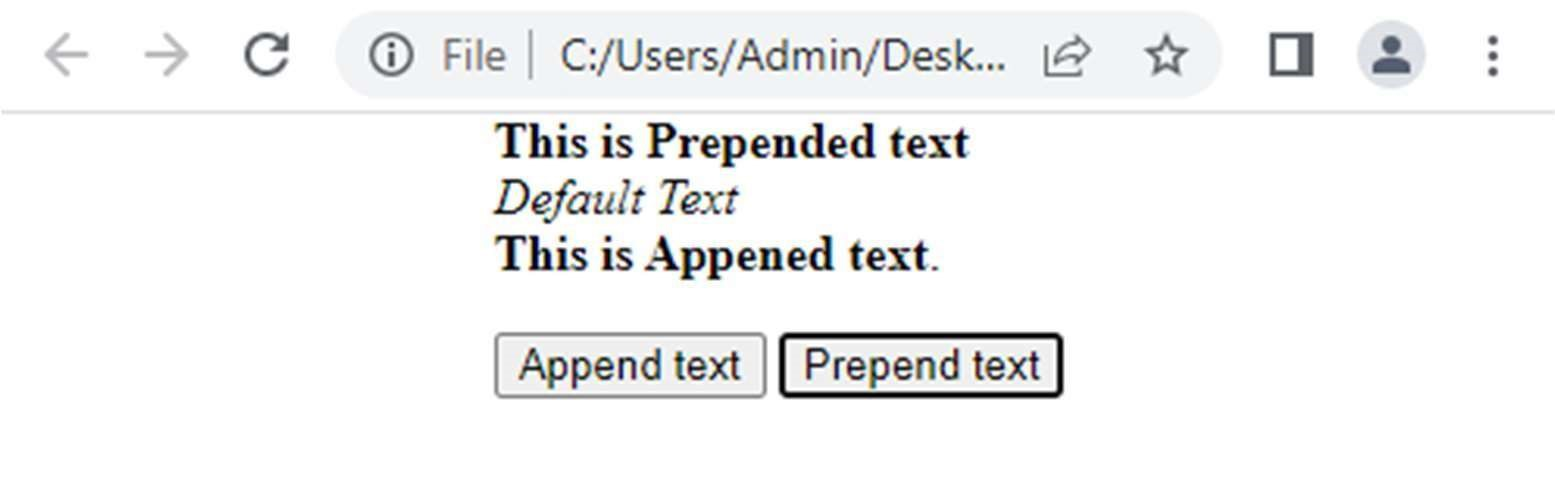 File C:/Users/Admin/Desk...
This is Prepended text
Default Text
This is Appened text.
Append text Prepend text